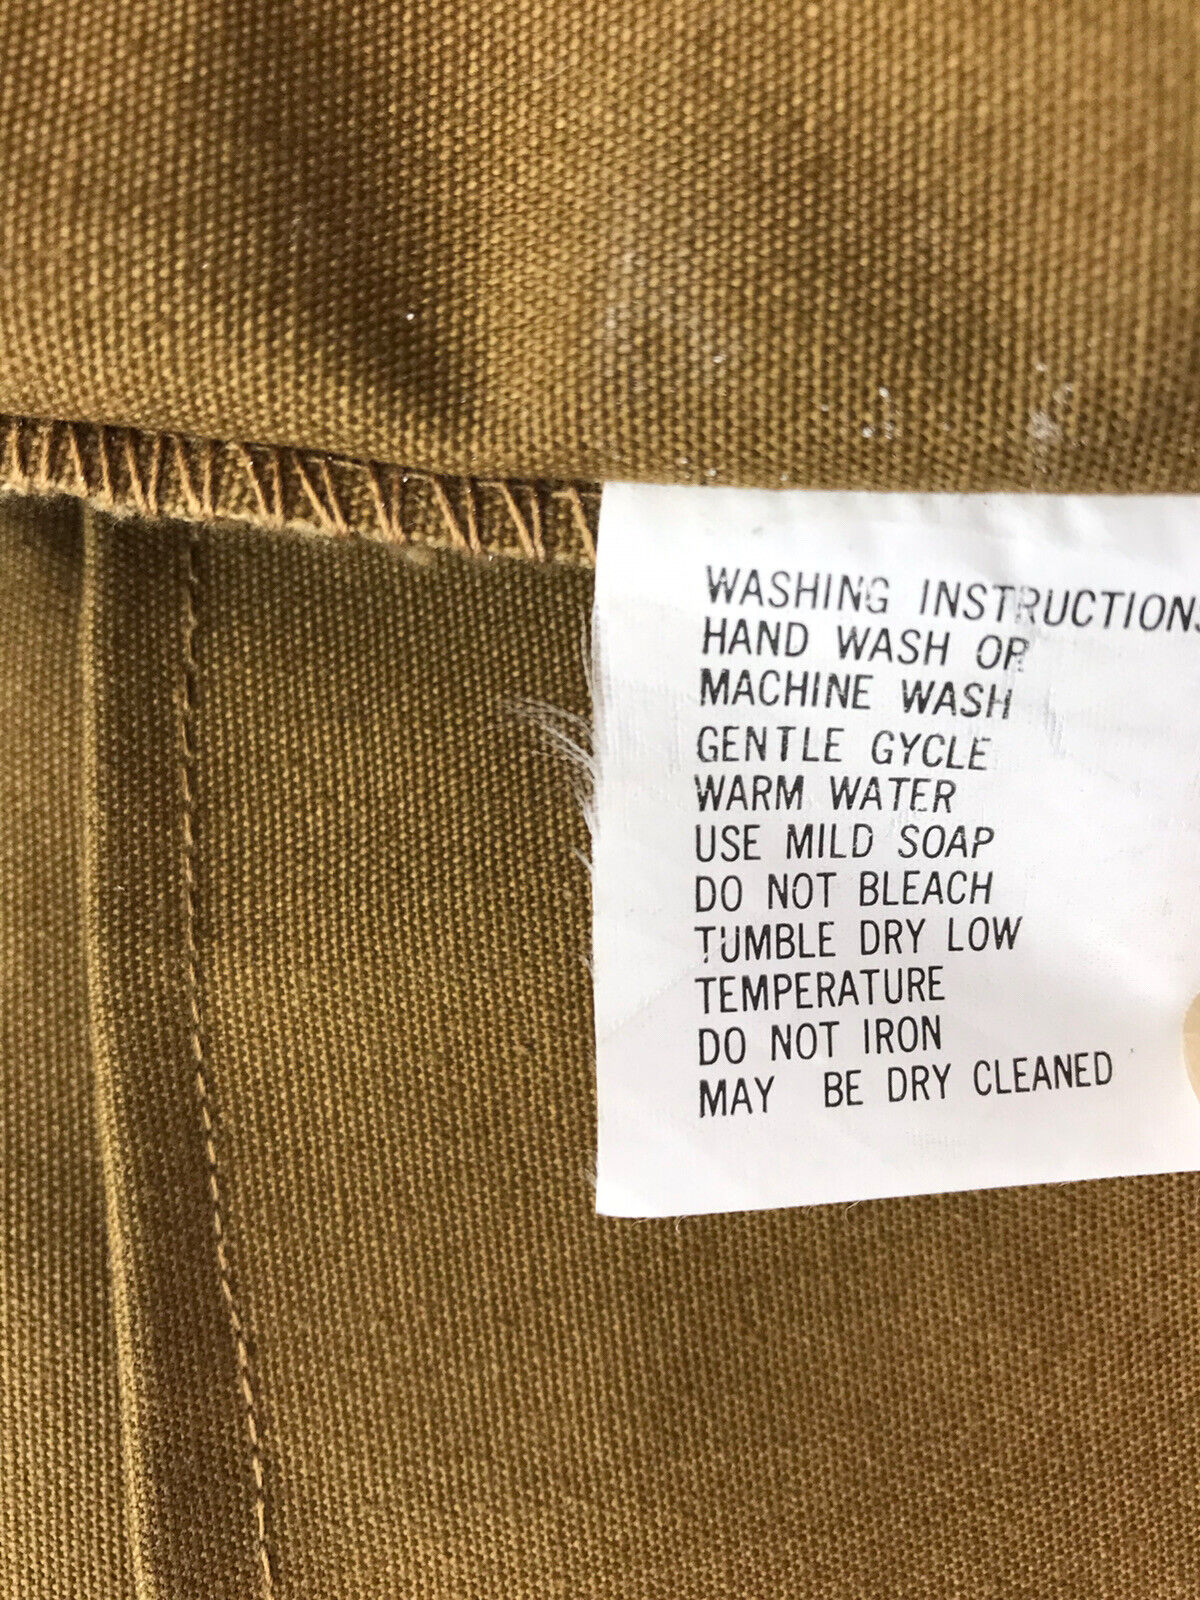 WASHING INSTRUCTIONS
HAND WASH OR
MACHINE WASH
GENTLE GYCLE
WARM WATER
USE MILD SOAP
DO NOT BLEACH
TUMBLE DRY LOW
TEMPERATURE
DO NOT IRON
MAY BE DRY CLEANED